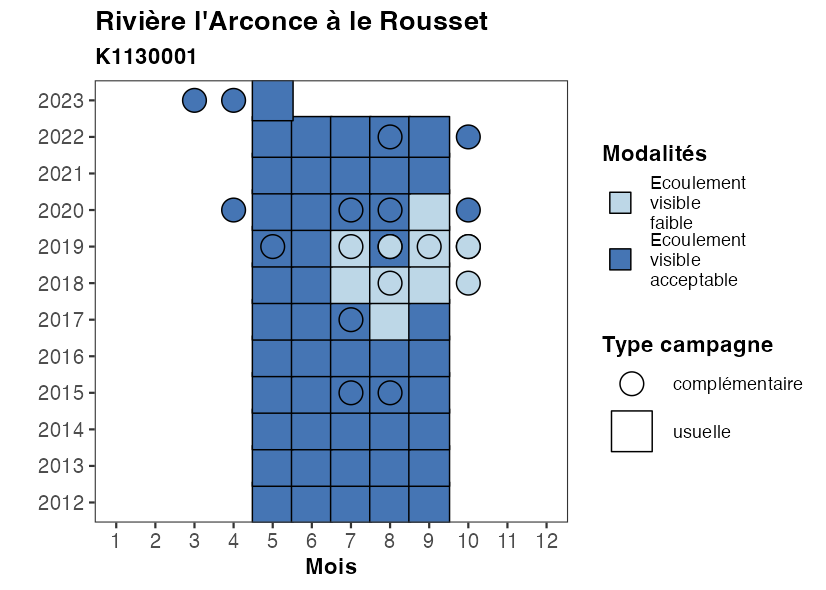 Rivière l'Arconce à le Rousset
K1130001
2023
2022
2021
2020
2019
2018
2017
2016
2015
2014
2013
2012
1 2 3 4 5 6 7 8 9 10 11 12
Mois
Modalités
Ecoulement
visible
faible
Ecoulement
visible
acceptable
Type campagne
complémentaire
usuelle